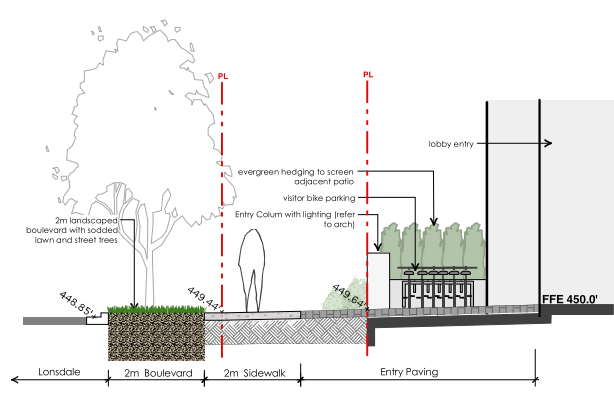 PL
PL
lobby entry
evergreen hedging to screen
adjacent patio
visitor bike parking
Entry Colum with lighting (refer
to arch)
2m landscaped
boulevard with sodded
lawn and street trees
448.85'
449.44'
449.64'
FFE 450.0'
Lonsdale
2m Boulevard
2m Sidewalk
Entry Paving